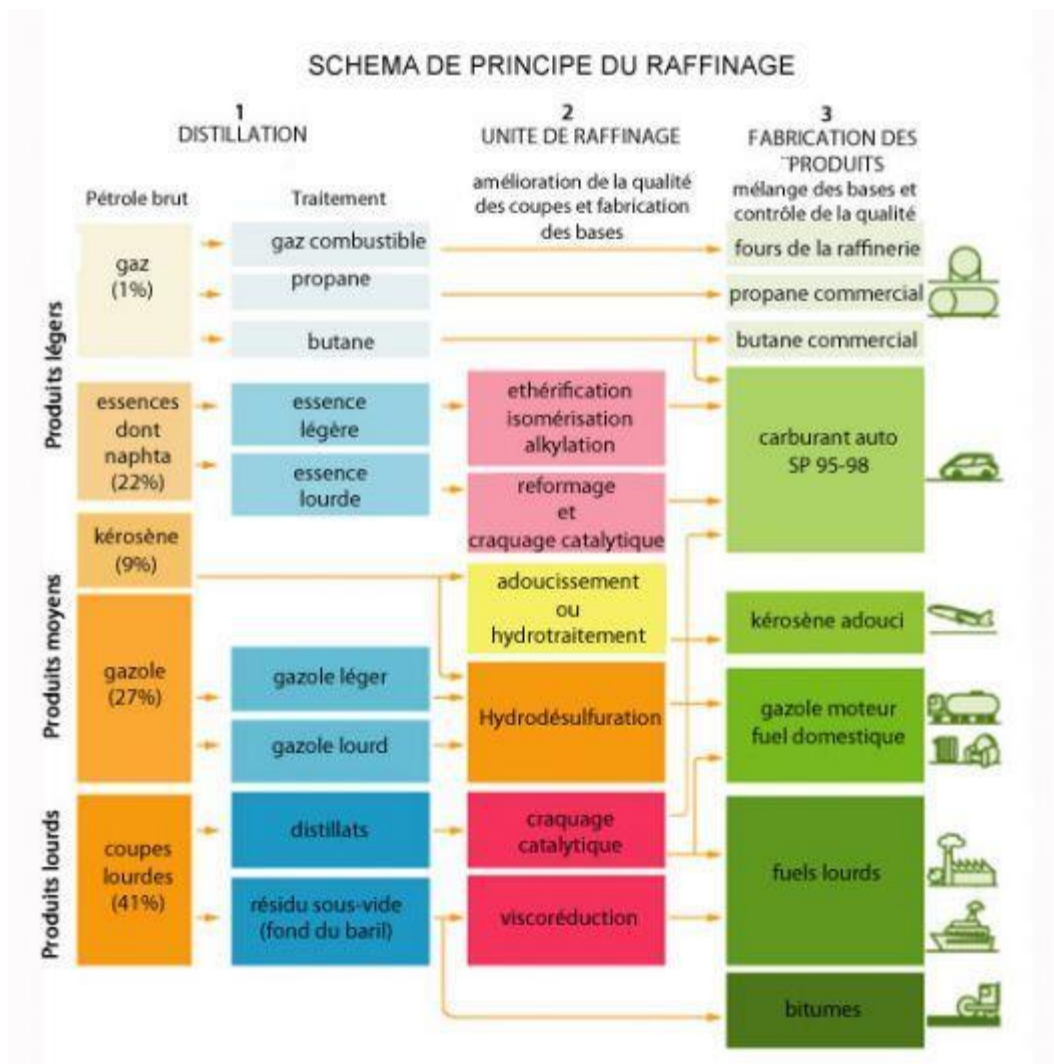 SCHEMA DE PRINCIPE DU RAFFINAGE
1
DISTILLATION
2
UNITE DE RAFFINAGE
amélioration de la qualité
des coupes et fabrication
des bases
3
FABRICATION DES
PRODUITS
mélange des bases et
contrôle de la qualité
Pétrole brut
Traitement
Produits légers
gaz
(1%)
gaz combustible
fours de la raffinerie
propane
propane commercial
butane
butane commercial
essences
dont
naphta
(22%)
essence
légère
ethérification
isomérisation
alkylation
carburant auto
SP 95-98
essence
lourde
reformage
et
craquage catalytique
Produits moyens
kérosène
(9%)
adoucissement
ou
hydrotraitement
kérosène adouci
gazole
(27%)
gazole léger
gazole lourd
Hydrodésulfuration
gazole moteur
fuel domestique
Produits lourds
coupes
lourdes
(41%)
distillats
craquage
catalytique
fuels lourds
résidu sous-vide
(fond du baril)
viscoréduction
bitumes